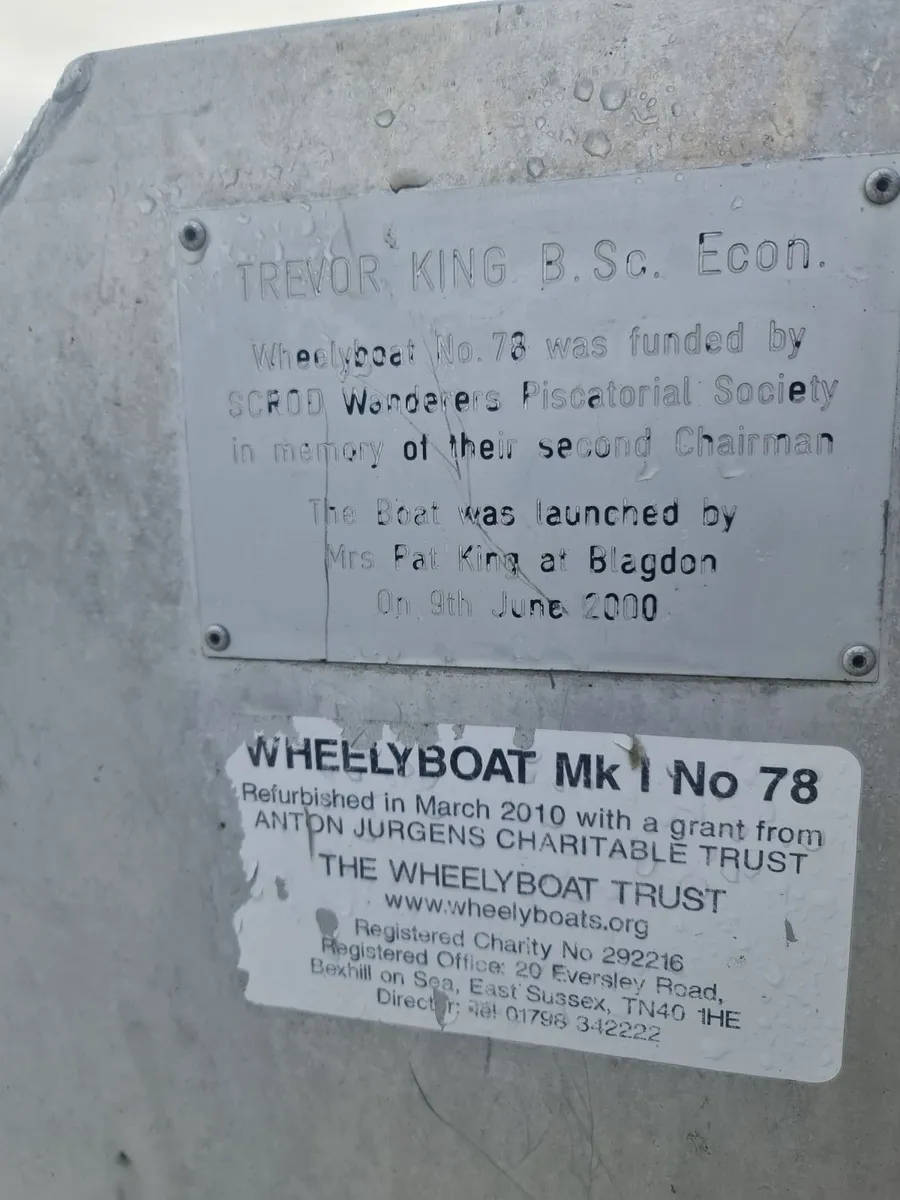 TREVOR KING B.Sc. Econ.
Wheelyboat No.78 was funded by
SCROD Wanderers Piscatorial Society
in memory of their second Chairman
The Boat was launched by
Mrs Pat King at Blagdon
On 9th June 2000
WHEELYBOAT Mk I No 78
Refurbished in March 2010 with a grant from
ANTON JURGENS CHARITABLE TRUST
THE WHEELYBOAT TRUST
www.wheelyboats.org
Registered Charity No 292216
Registered Office: 20 Eversley Road,
Bexhill on Sea, East Sussex, TN40 1HE
Director: Tel 01798 342222